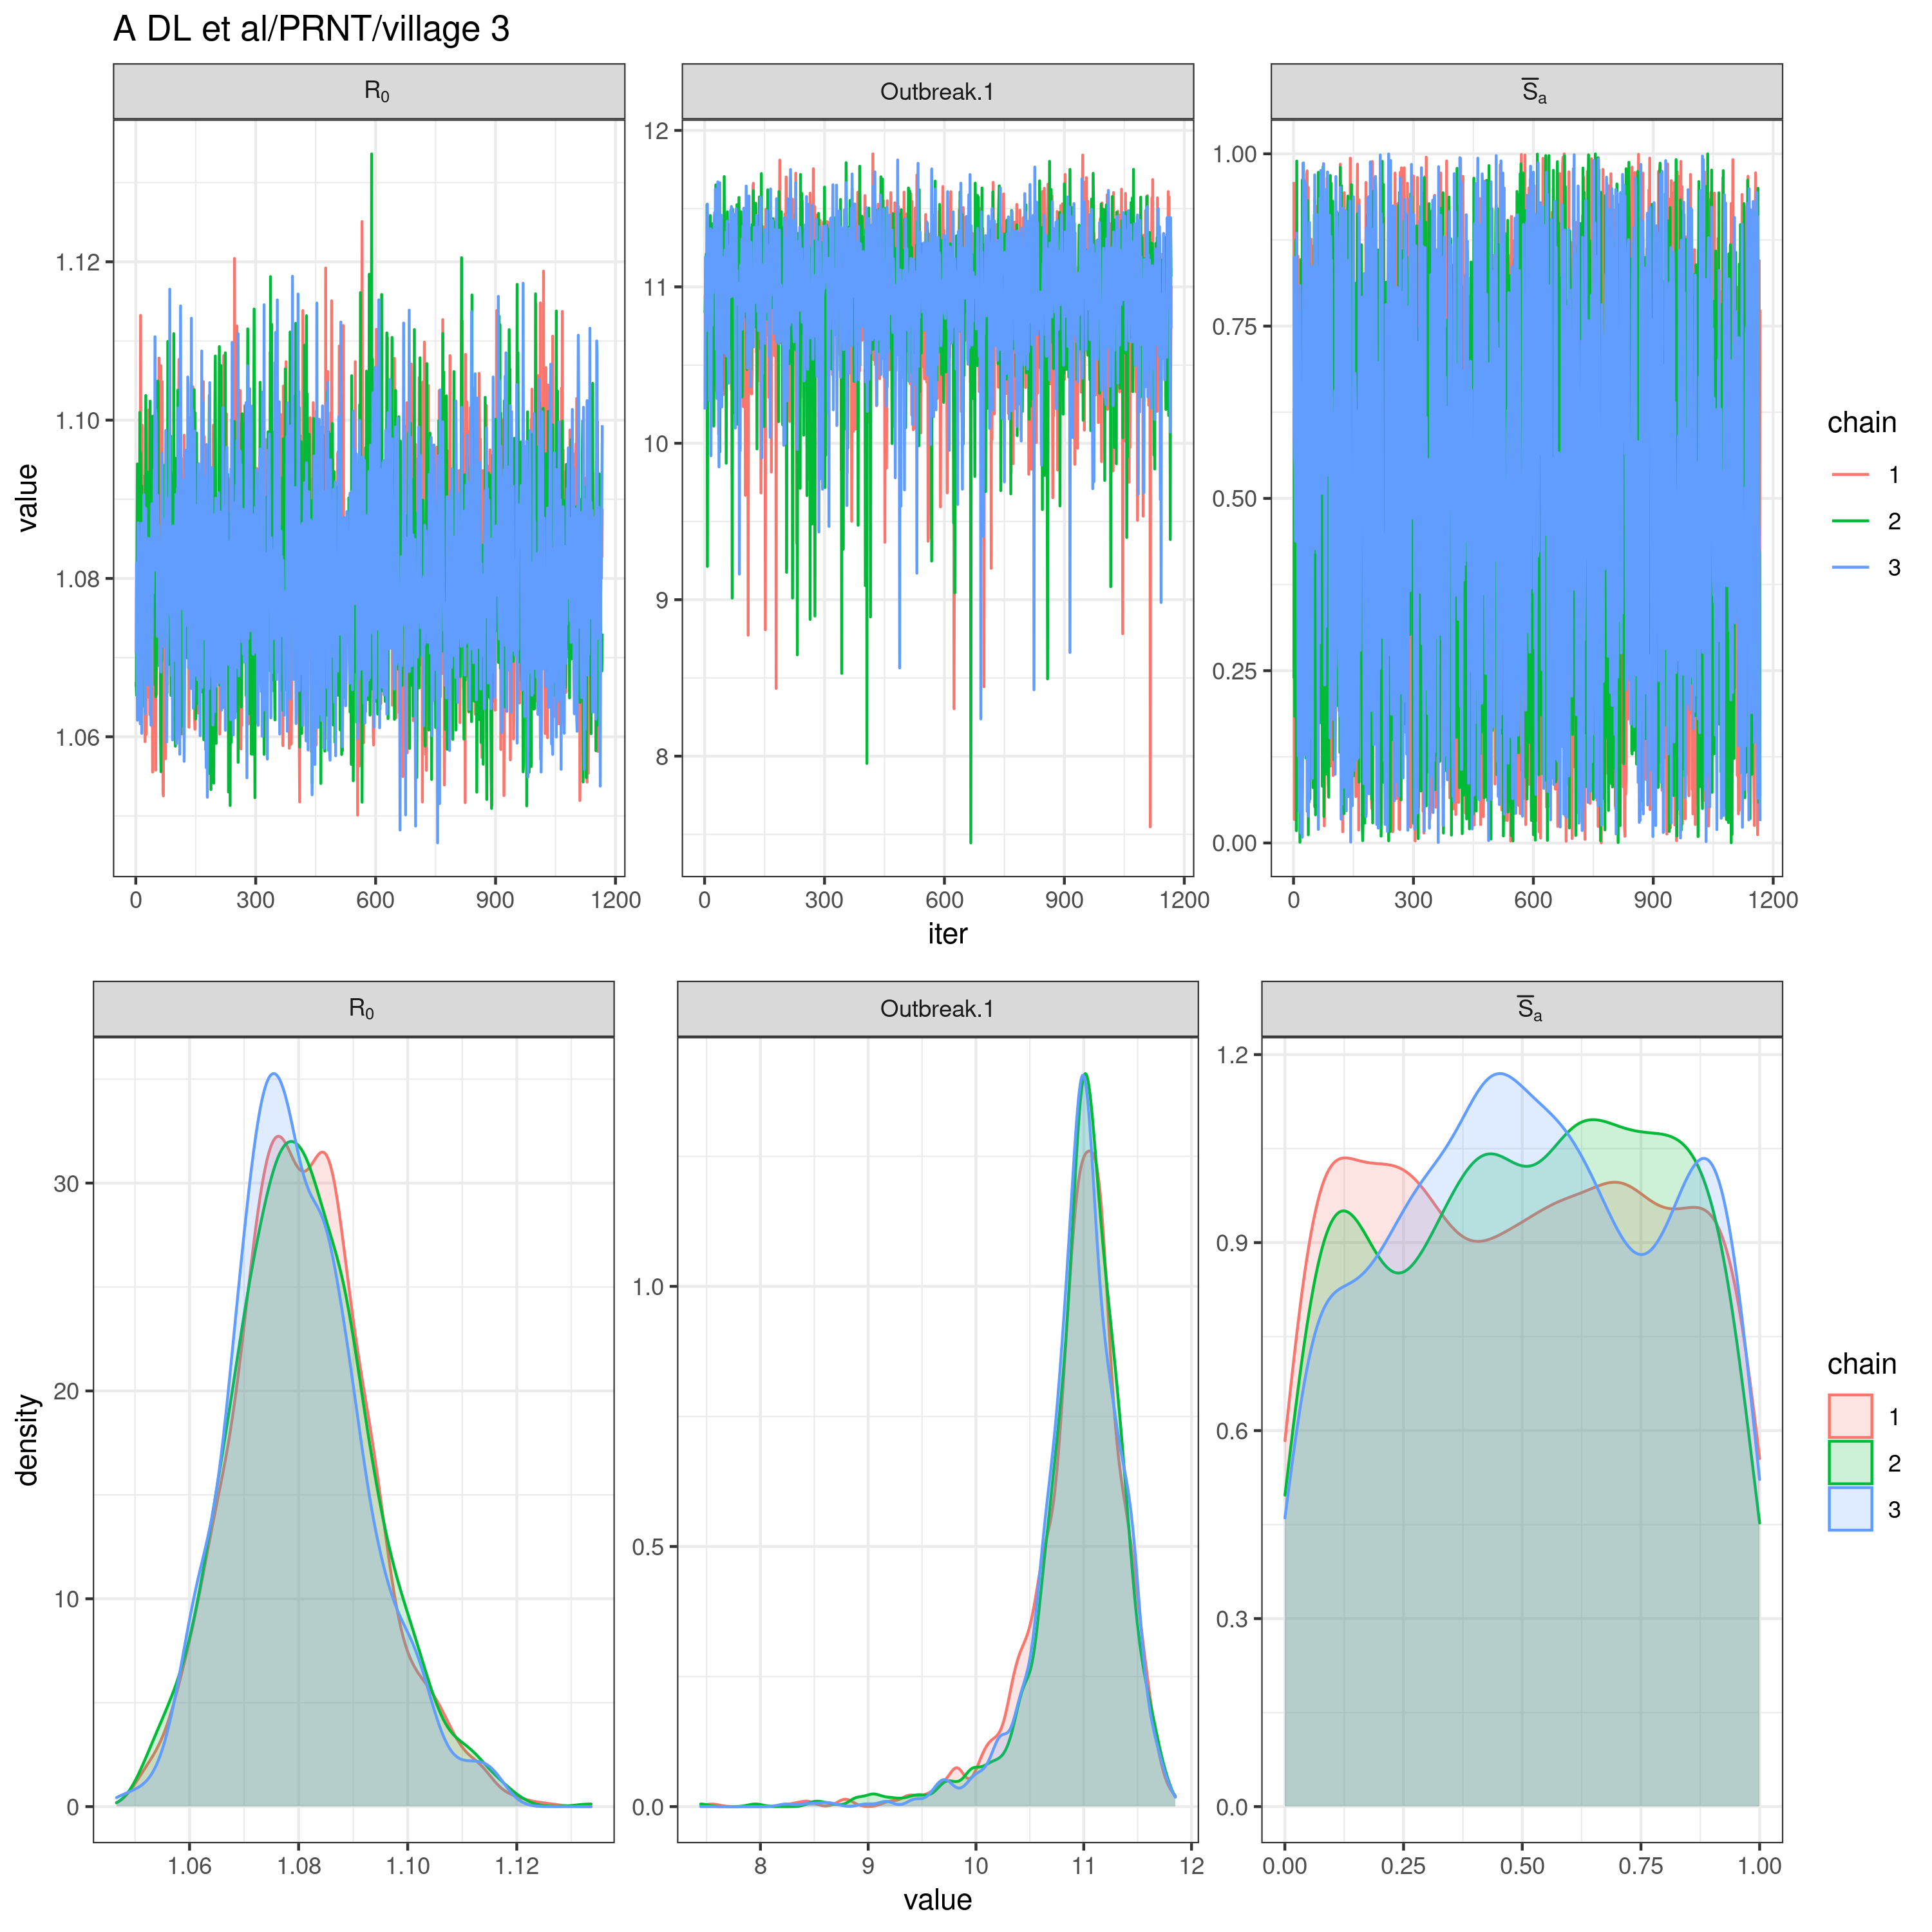 A DL et al/PRNT/village 3
R₀ Outbreak.1 S̅ₐ
value
1.12
1.10
1.08
1.06
0 300 600 900 1200
12
11
10
9
8
0 300 600 900 1200
1.00
0.75
0.50
0.25
0.00
0 300 600 900 1200
iter
chain
1
2
3
R₀ Outbreak.1 S̅ₐ
density
30
20
10
0
1.06 1.08 1.10 1.12
1.0
0.5
0.0
8 9 10 11 12
1.2
0.9
0.6
0.3
0.0
0.00 0.25 0.50 0.75 1.00
value
chain
1
2
3